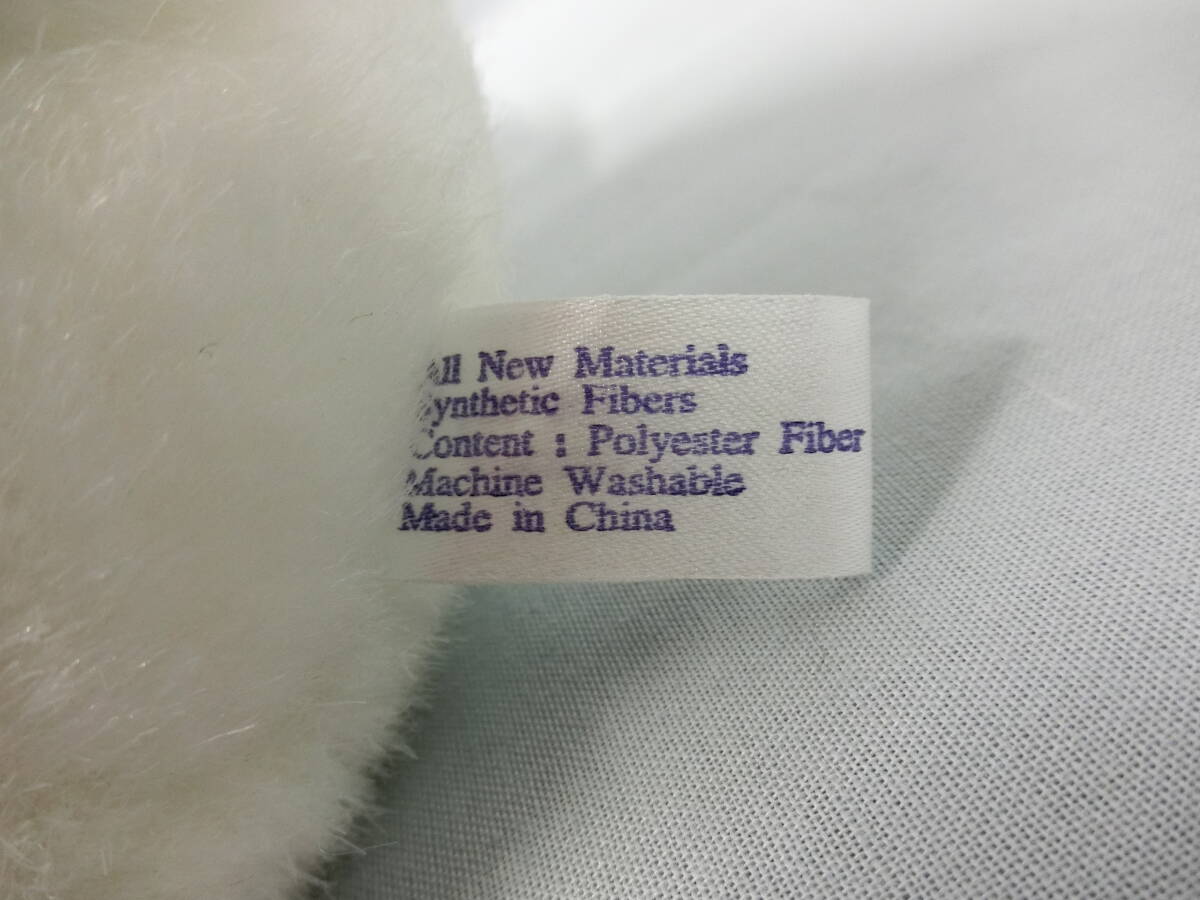 All New Materials
Synthetic Fibers
Content : Polyester Fiber
Machine Washable
Made in China